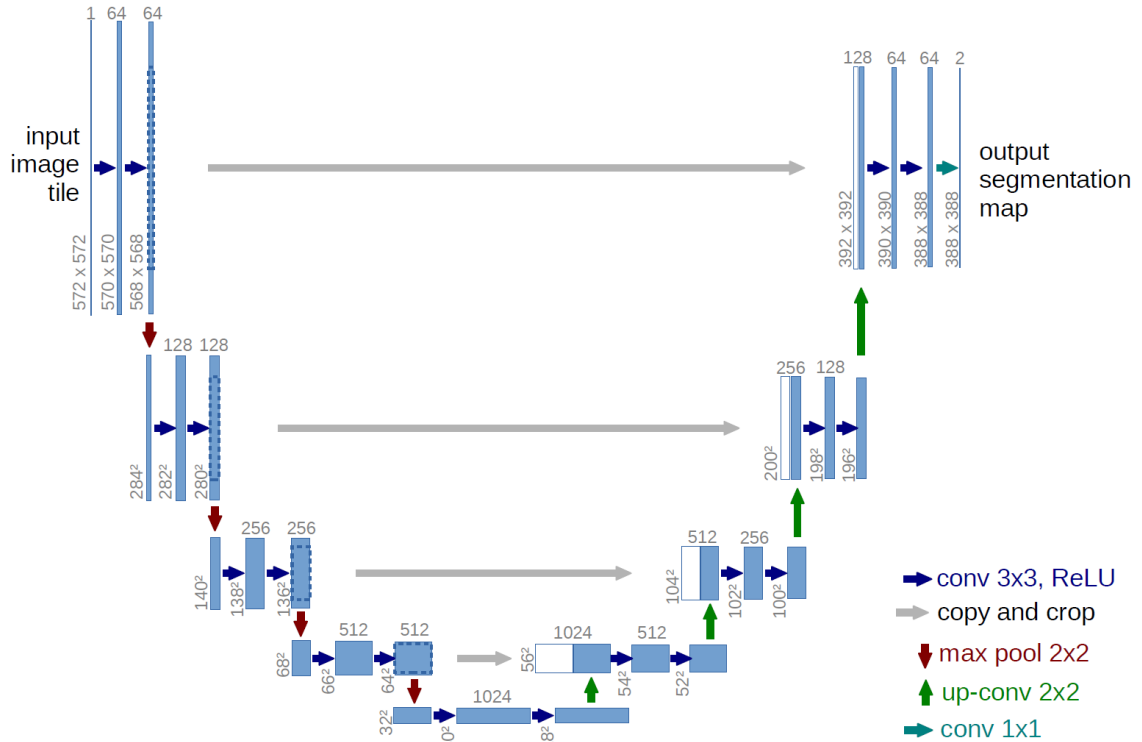 1 64 64
input
image
tile
572 x 572
570 x 570
568 x 568
128 64 64 2
output
segmentation
map
392 x 392
390 x 390
388 x 388
388 x 388
128 128
284²
282²
280²
256 128
200²
198²
196²
256 256
140²
138²
136²
512 256
104²
102²
100²
512 512
68²
66²
64²
1024 512
56²
54²
52²
1024
32²
0²
8²
conv 3x3, ReLU
copy and crop
max pool 2x2
up-conv 2x2
conv 1x1